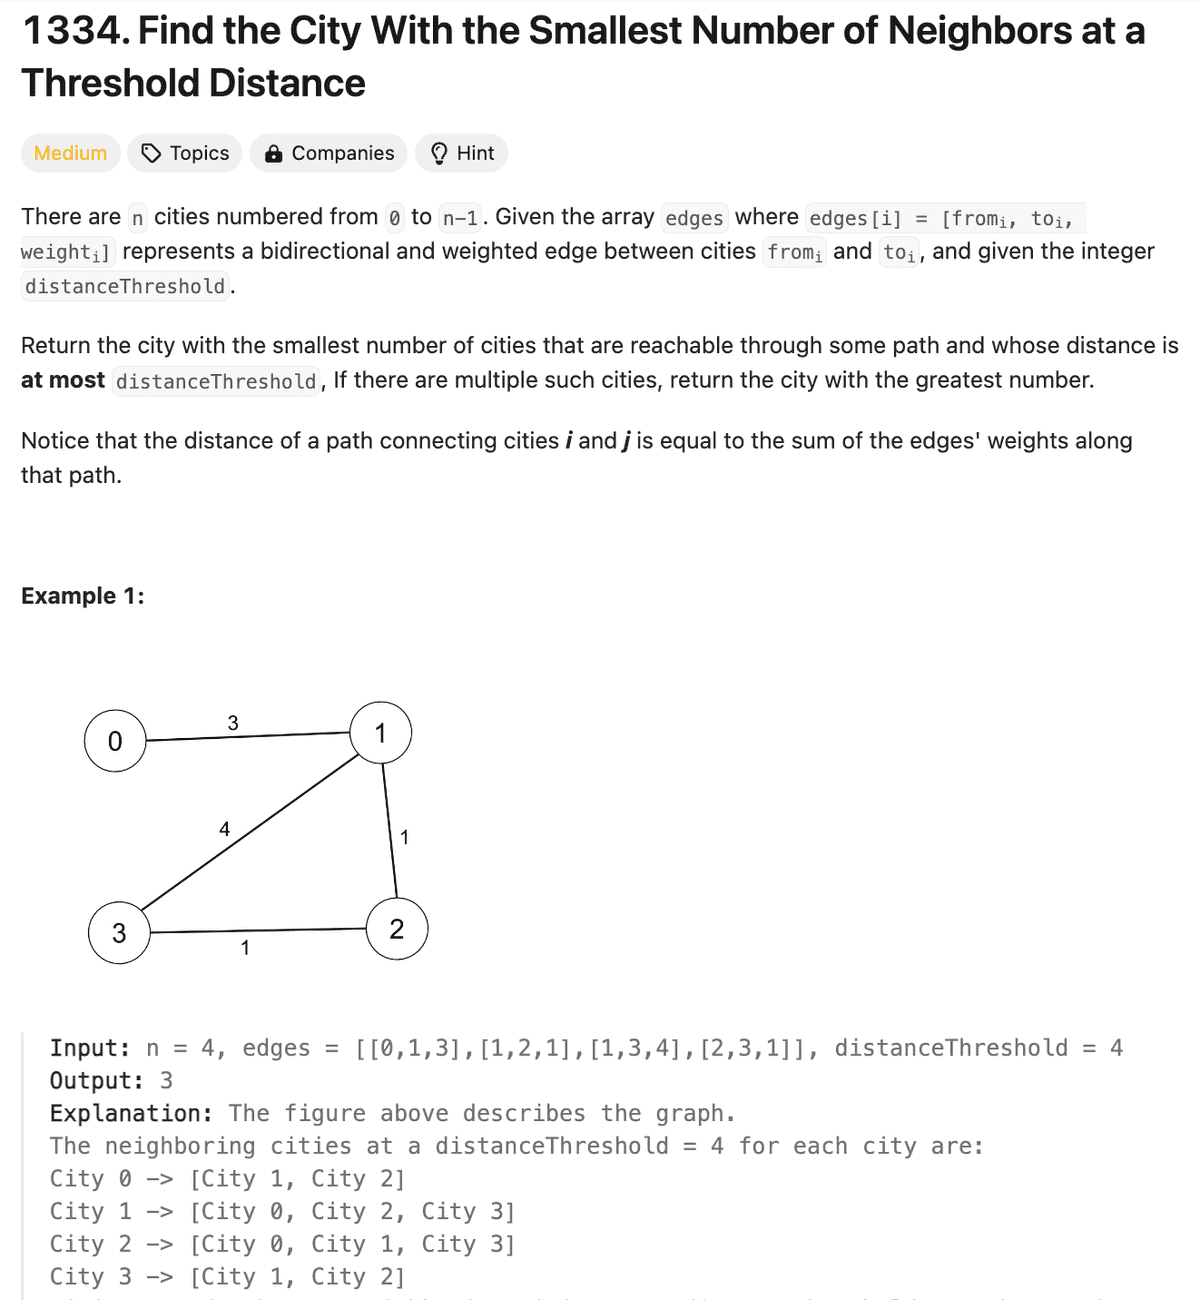 1334. Find the City With the Smallest Number of Neighbors at a
Threshold Distance
Medium Topics Companies Hint
There are n cities numbered from 0 to n-1. Given the array edges where edges[i] = [fromᵢ, toᵢ,
weightᵢ] represents a bidirectional and weighted edge between cities fromᵢ and toᵢ, and given the integer
distanceThreshold.
Return the city with the smallest number of cities that are reachable through some path and whose distance is
at most distanceThreshold, If there are multiple such cities, return the city with the greatest number.
Notice that the distance of a path connecting cities i and j is equal to the sum of the edges' weights along
that path.
Example 1:
0 3 1
4 1
3 1 2
Input: n = 4, edges = [[0,1,3],[1,2,1],[1,3,4],[2,3,1]], distanceThreshold = 4
Output: 3
Explanation: The figure above describes the graph.
The neighboring cities at a distanceThreshold = 4 for each city are:
City 0 -> [City 1, City 2]
City 1 -> [City 0, City 2, City 3]
City 2 -> [City 0, City 1, City 3]
City 3 -> [City 1, City 2]